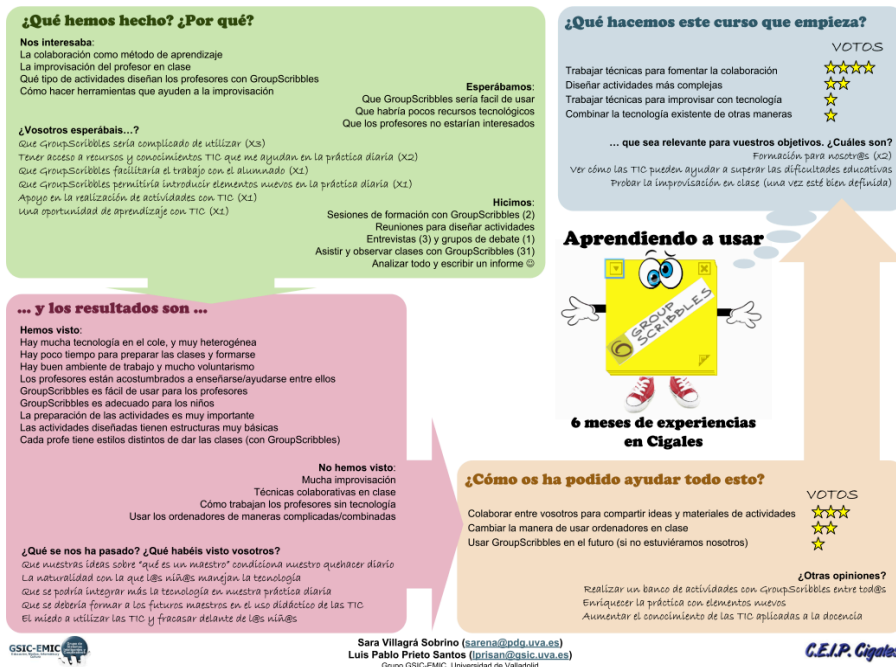 ¿Qué hemos hecho? ¿Por qué?
Nos interesaba:
La colaboración como método de aprendizaje
La improvisación del profesor en clase
Qué tipo de actividades diseñan los profesores con GroupScribbles
Cómo hacer herramientas que ayuden a la improvisación
Esperábamos:
Que GroupScribbles sería facil de usar
Que habría pocos recursos tecnológicos
Que los profesores no estarían interesados
¿Vosotros esperábais...?
Que GroupScribbles sería complicado de utilizar (X3)
Tener acceso a recursos y conocimientos TIC que me ayudan en la práctica diaria (X2)
Que GroupScribbles facilitaría el trabajo con el alumnado (X1)
Que GroupScribbles permitiría introducir elementos nuevos en la práctica diaria (X1)
Apoyo en la realización de actividades con TIC (X1)
Una oportunidad de aprendizaje con TIC (X1)
Hicimos:
Sesiones de formación con GroupScribbles (2)
Reuniones para diseñar actividades
Entrevistas (3) y grupos de debate (1)
Asistir y observar clases con GroupScribbles (31)
Analizar todo y escribir un informe ☺
... y los resultados son ...
Hemos visto:
Hay mucha tecnología en el cole, y muy heterogénea
Hay poco tiempo para preparar las clases y formarse
Hay buen ambiente de trabajo y mucho voluntarismo
Los profesores están acostumbrados a enseñarse/ayudarse entre ellos
GroupScribbles es fácil de usar para los profesores
GroupScribbles es adecuado para los niños
La preparación de las actividades es muy importante
Las actividades diseñadas tienen estructuras muy básicas
Cada profe tiene estilos distintos de dar las clases (con GroupScribbles)
No hemos visto:
Mucha improvisación
Técnicas colaborativas en clase
Cómo trabajan los profesores sin tecnología
Usar los ordenadores de maneras complicadas/combinadas
¿Qué se nos ha pasado? ¿Qué habéis visto vosotros?
Que nuestras ideas sobre "qué es un maestro" condiciona nuestro quehacer diario
La naturalidad con la que l@s niñ@s manejan la tecnología
Que se podría integrar más la tecnología en nuestra práctica diaria
Que se debería formar a los futuros maestros en el uso didáctico de las TIC
El miedo a utilizar las TIC y fracasar delante de l@s niñ@s
¿Cómo os ha podido ayudar todo esto?
VOTOS
Colaborar entre vosotros para compartir ideas y materiales de actividades
Cambiar la manera de usar ordenadores en clase
Usar GroupScribbles en el futuro (si no estuviéramos nosotros)
¿Otras opiniones?
Realizar un banco de actividades con GroupScribbles entre tod@s
Enriquecer la práctica con elementos nuevos
Aumentar el conocimiento de las TIC aplicadas a la docencia
¿Qué hacemos este curso que empieza?
VOTOS
Trabajar técnicas para fomentar la colaboración
Diseñar actividades más complejas
Trabajar técnicas para improvisar con tecnología
Combinar la tecnología existente de otras maneras
... que sea relevante para vuestros objetivos. ¿Cuáles son?
Formación para nosotr@s (x2)
Ver cómo las TIC pueden ayudar a superar las dificultades educativas
Probar la improvisación en clase (una vez esté bien definida)
Aprendiendo a usar
GROUP
SCRIBBLES
6 meses de experiencias
en Cigales
GSIC-EMIC
Sara Villagrá Sobrino (sarena@pdg.uva.es)
Luis Pablo Prieto Santos (lprisan@gsic.uva.es)
Grupo GSIC-EMIC, Universidad de Valladolid
C.E.I.P. Cigales